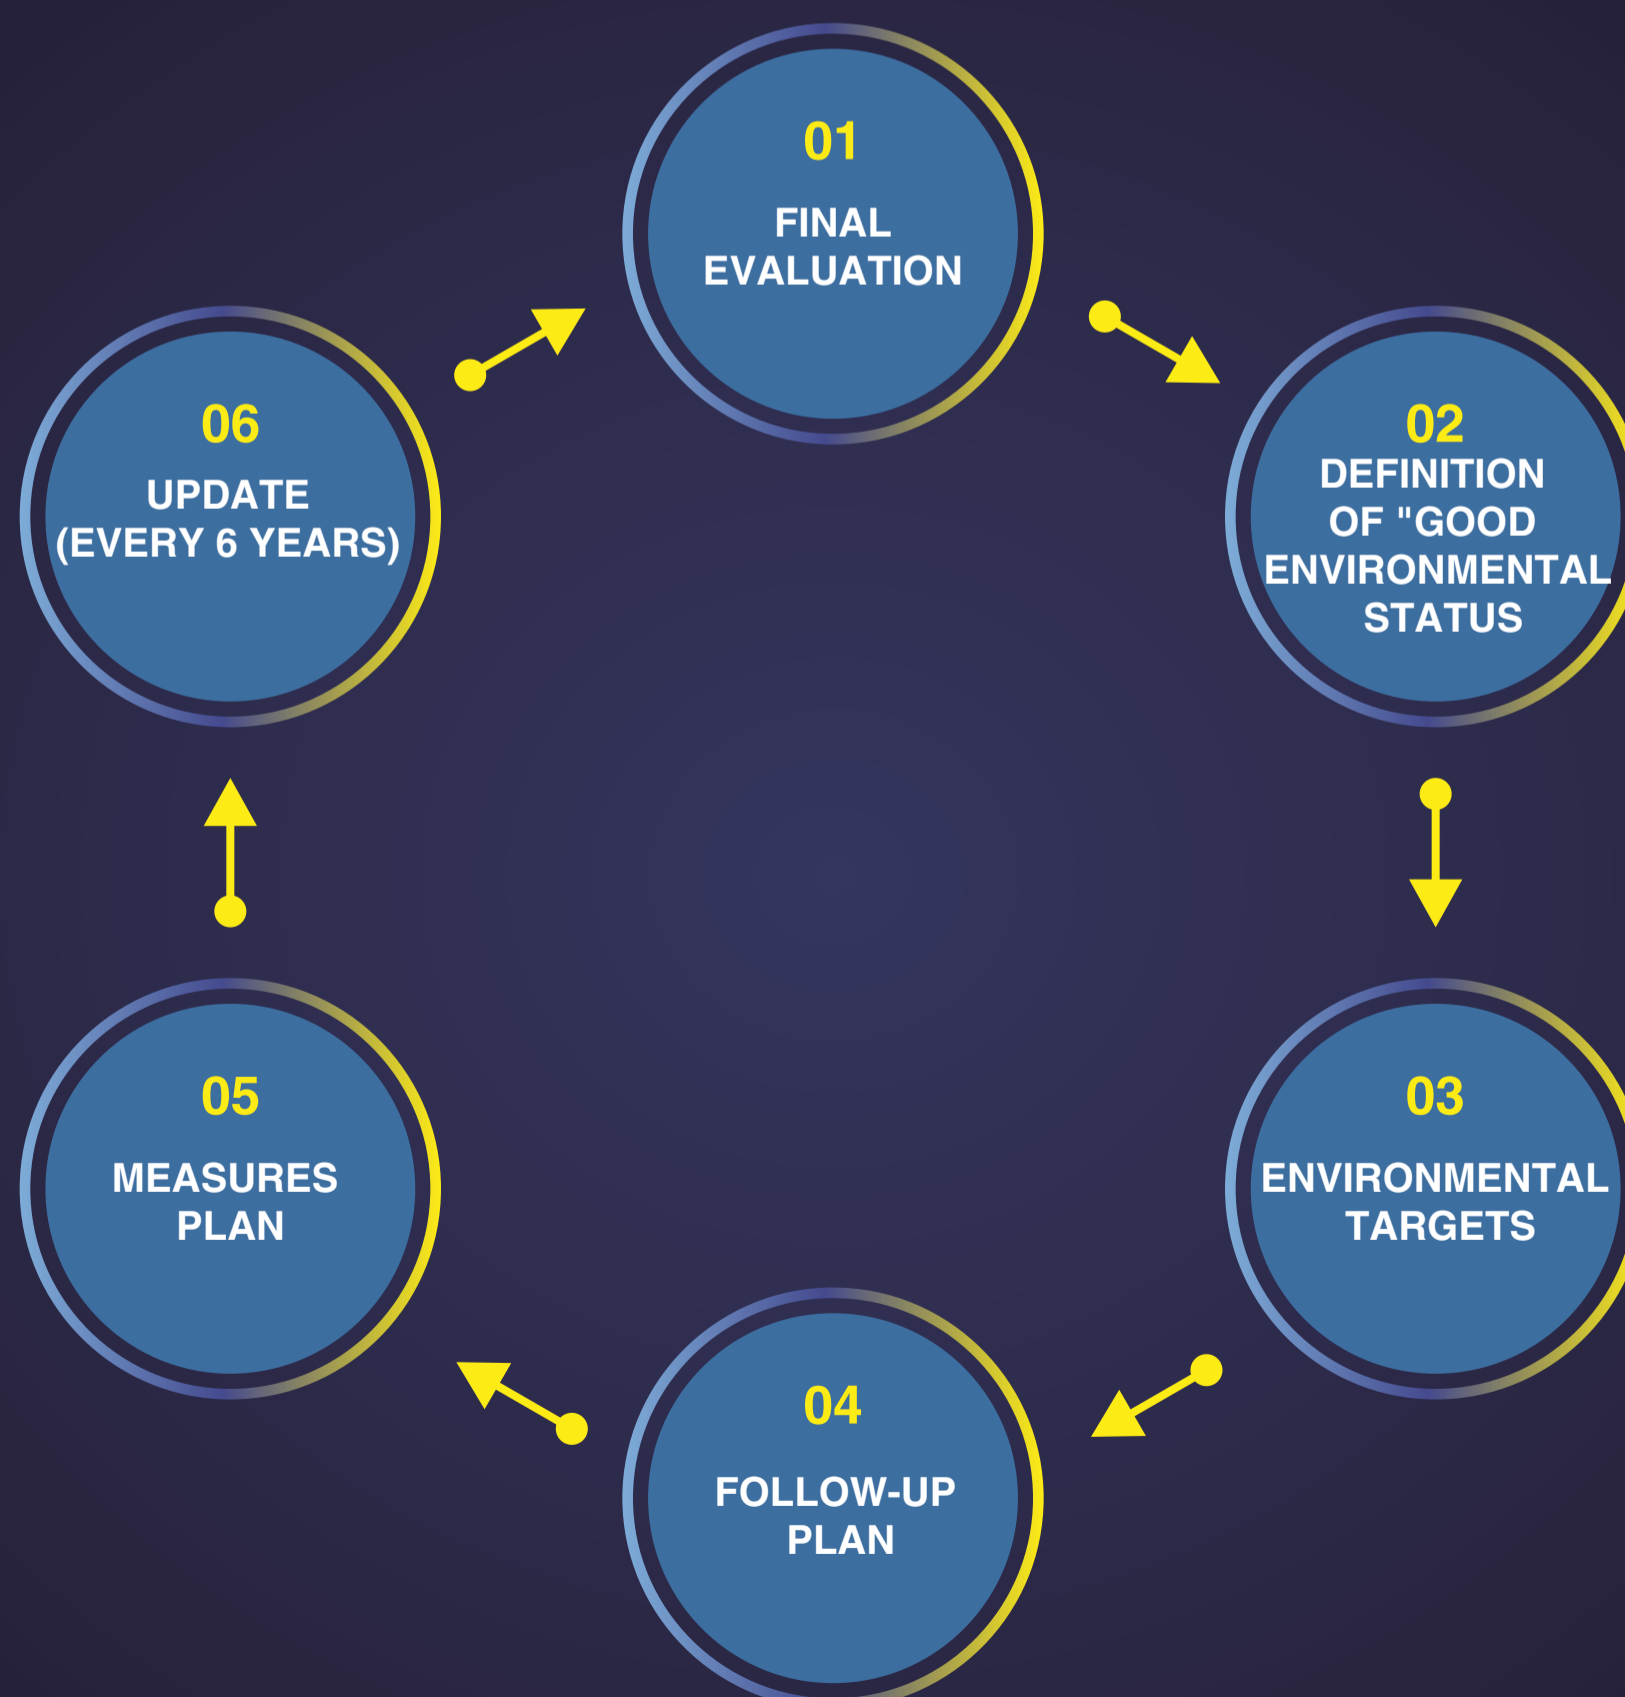 01
FINAL
EVALUATION
02
DEFINITION
OF "GOOD
ENVIRONMENTAL
STATUS
03
ENVIRONMENTAL
TARGETS
04
FOLLOW-UP
PLAN
05
MEASURES
PLAN
06
UPDATE
(EVERY 6 YEARS)